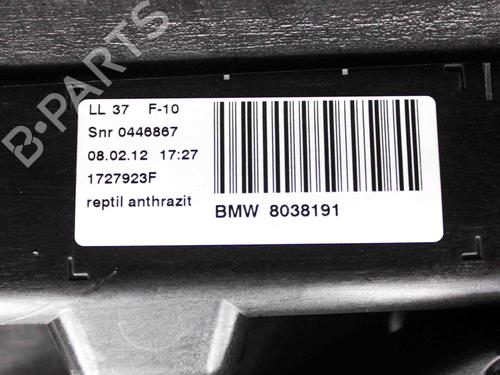 B-PARTS
LL 37 F-10
Snr 0446867
08.02.12 17:27
1727923F
reptil anthrazit
BMW 8038191